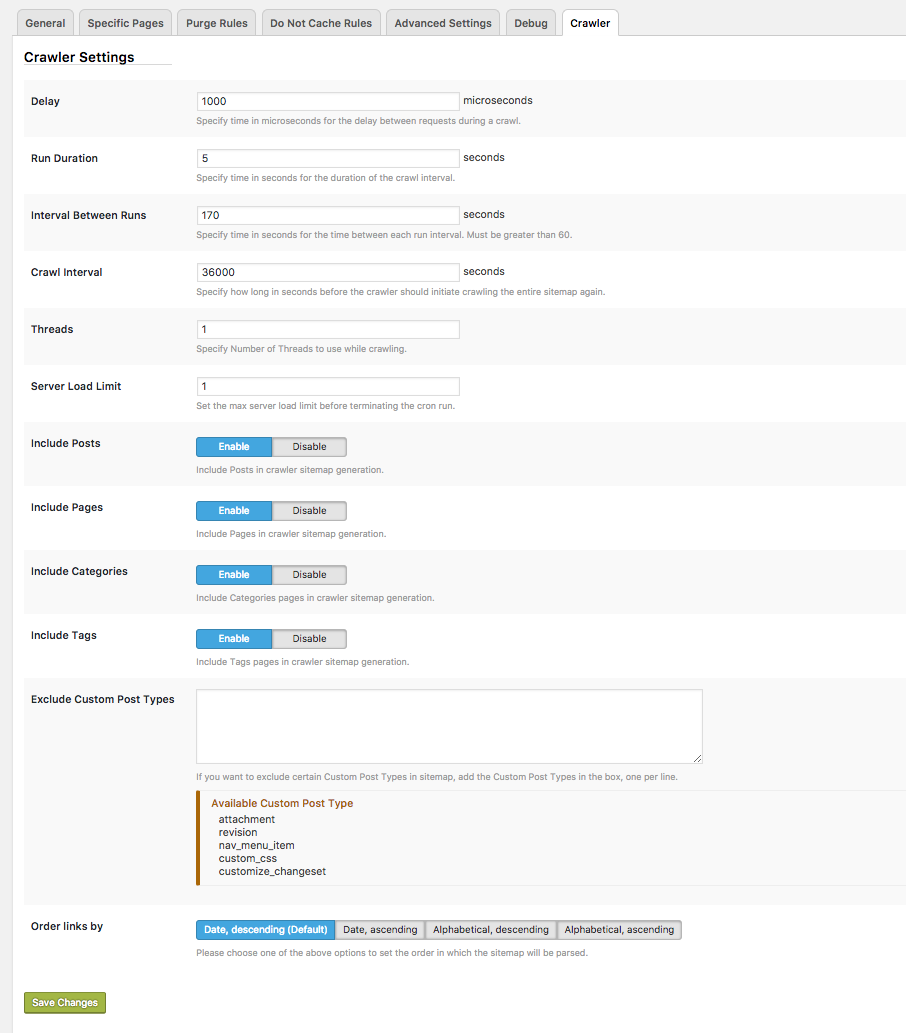 General Specific Pages Purge Rules Do Not Cache Rules Advanced Settings Debug Crawler
Crawler Settings
Delay 1000 microseconds
Specify time in microseconds for the delay between requests during a crawl.
Run Duration 5 seconds
Specify time in seconds for the duration of the crawl interval.
Interval Between Runs 170 seconds
Specify time in seconds for the time between each run interval. Must be greater than 60.
Crawl Interval 36000 seconds
Specify how long in seconds before the crawler should initiate crawling the entire sitemap again.
Threads 1
Specify Number of Threads to use while crawling.
Server Load Limit 1
Set the max server load limit before terminating the cron run.
Include Posts Enable Disable
Include Posts in crawler sitemap generation.
Include Pages Enable Disable
Include Pages in crawler sitemap generation.
Include Categories Enable Disable
Include Categories pages in crawler sitemap generation.
Include Tags Enable Disable
Include Tags pages in crawler sitemap generation.
Exclude Custom Post Types
If you want to exclude certain Custom Post Types in sitemap, add the Custom Post Types in the box, one per line.
Available Custom Post Type
attachment
revision
nav_menu_item
custom_css
customize_changeset
Order links by Date, descending (Default) Date, ascending Alphabetical, descending Alphabetical, ascending
Please choose one of the above options to set the order in which the sitemap will be parsed.
Save Changes